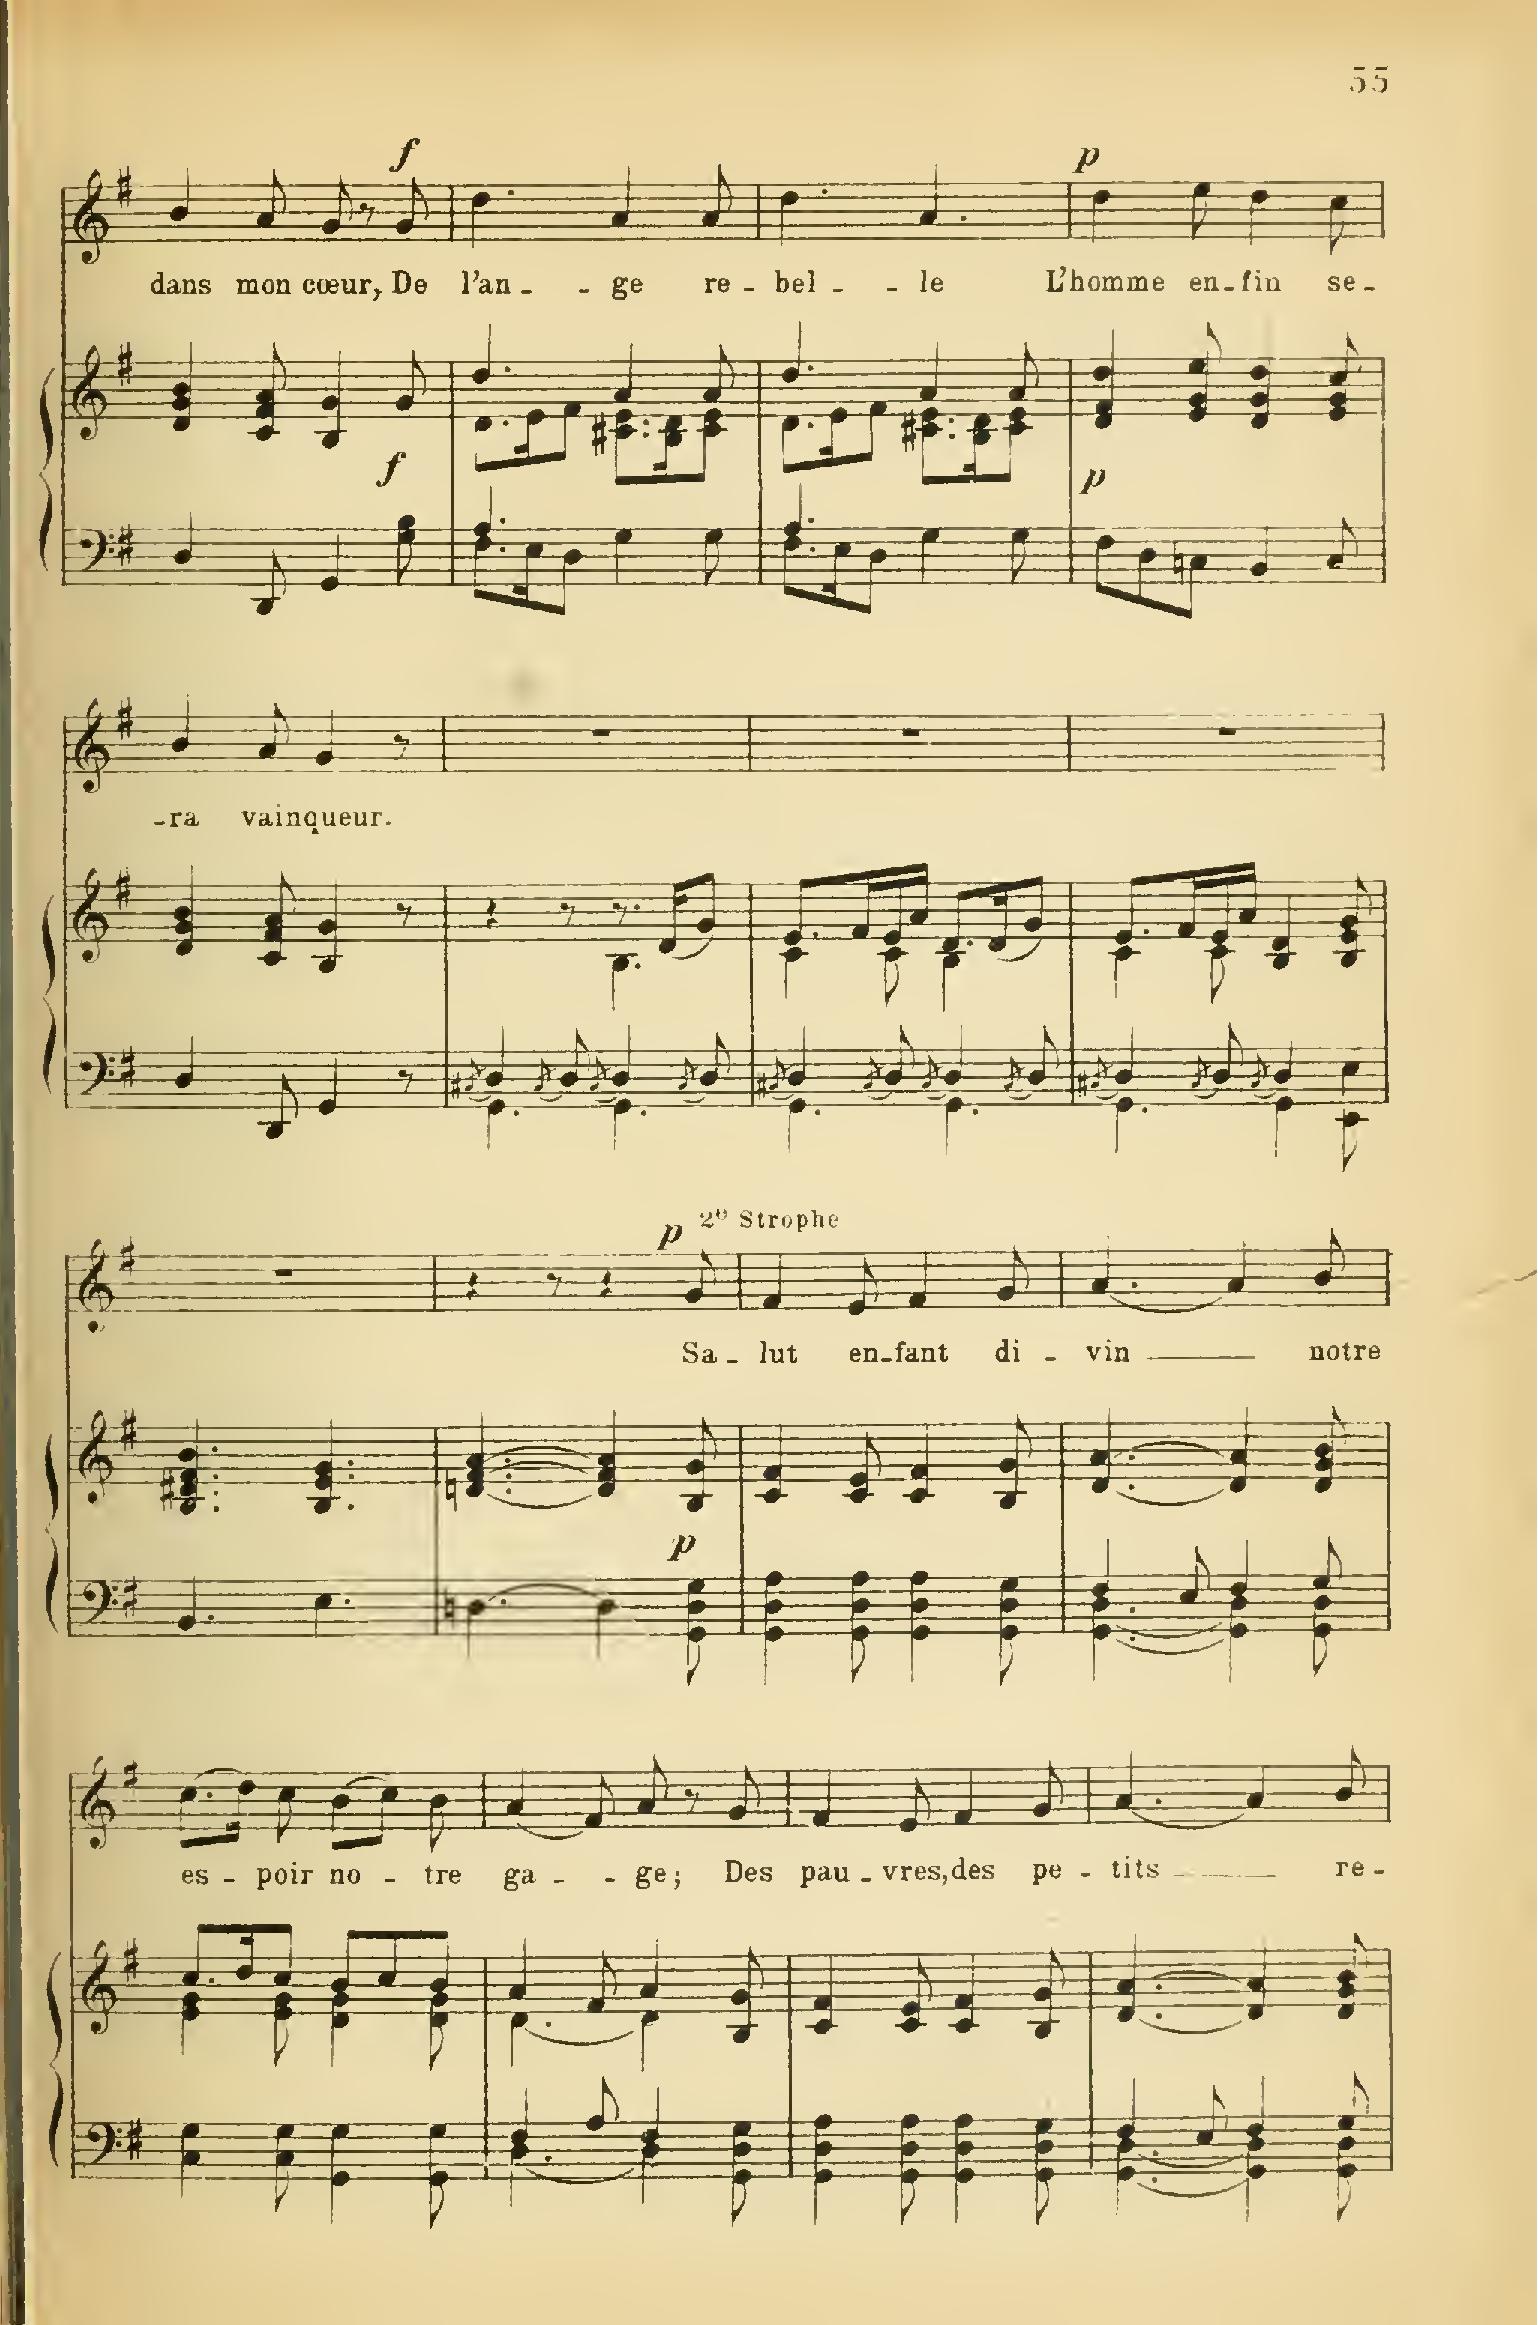 55
f p
dans mon cœur, De l'an - - ge re - bel - - le L'homme en-fin se -
f p
-ra vainqueur.
p 2e Strophe
Sa - lut en-fant di - vin notre
p
es - poir no - tre ga - - ge; Des pau - vres, des pe - tits re -